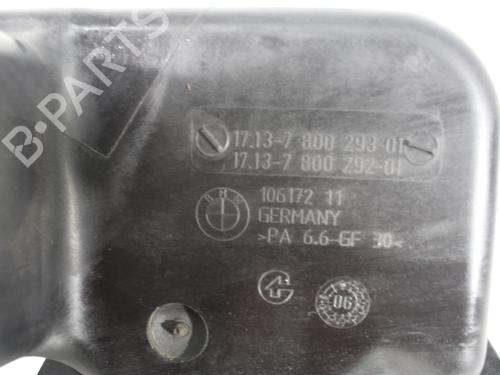 17.13-7 800 293-01
17.13-7 800 292-01
BMW
106172 11
GERMANY
>PA 6.6-GF 30<
06
B-PARTS